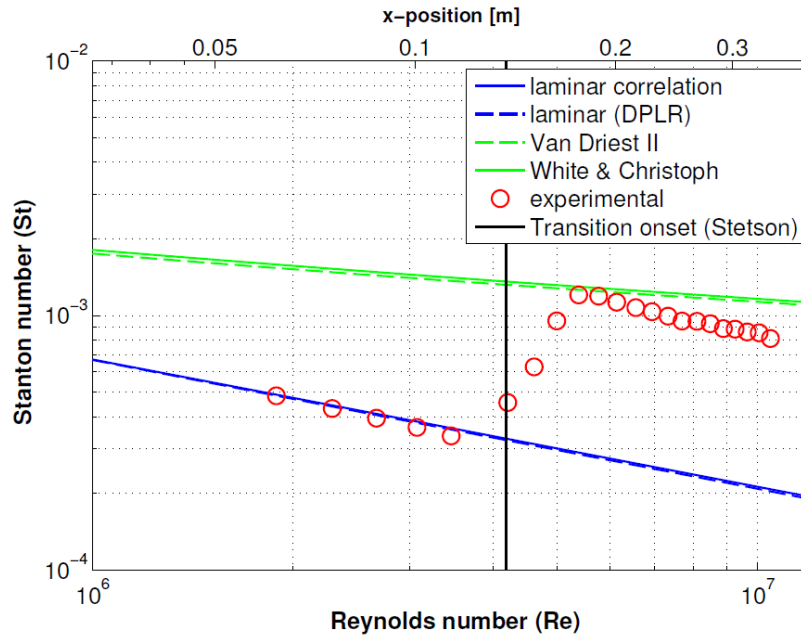 x-position [m]
0.05 0.1 0.2 0.3
10⁻²
laminar correlation
laminar (DPLR)
Van Driest II
White & Christoph
experimental
Transition onset (Stetson)
Stanton number (St)
10⁻³
10⁻⁴
10⁶ 10⁷
Reynolds number (Re)